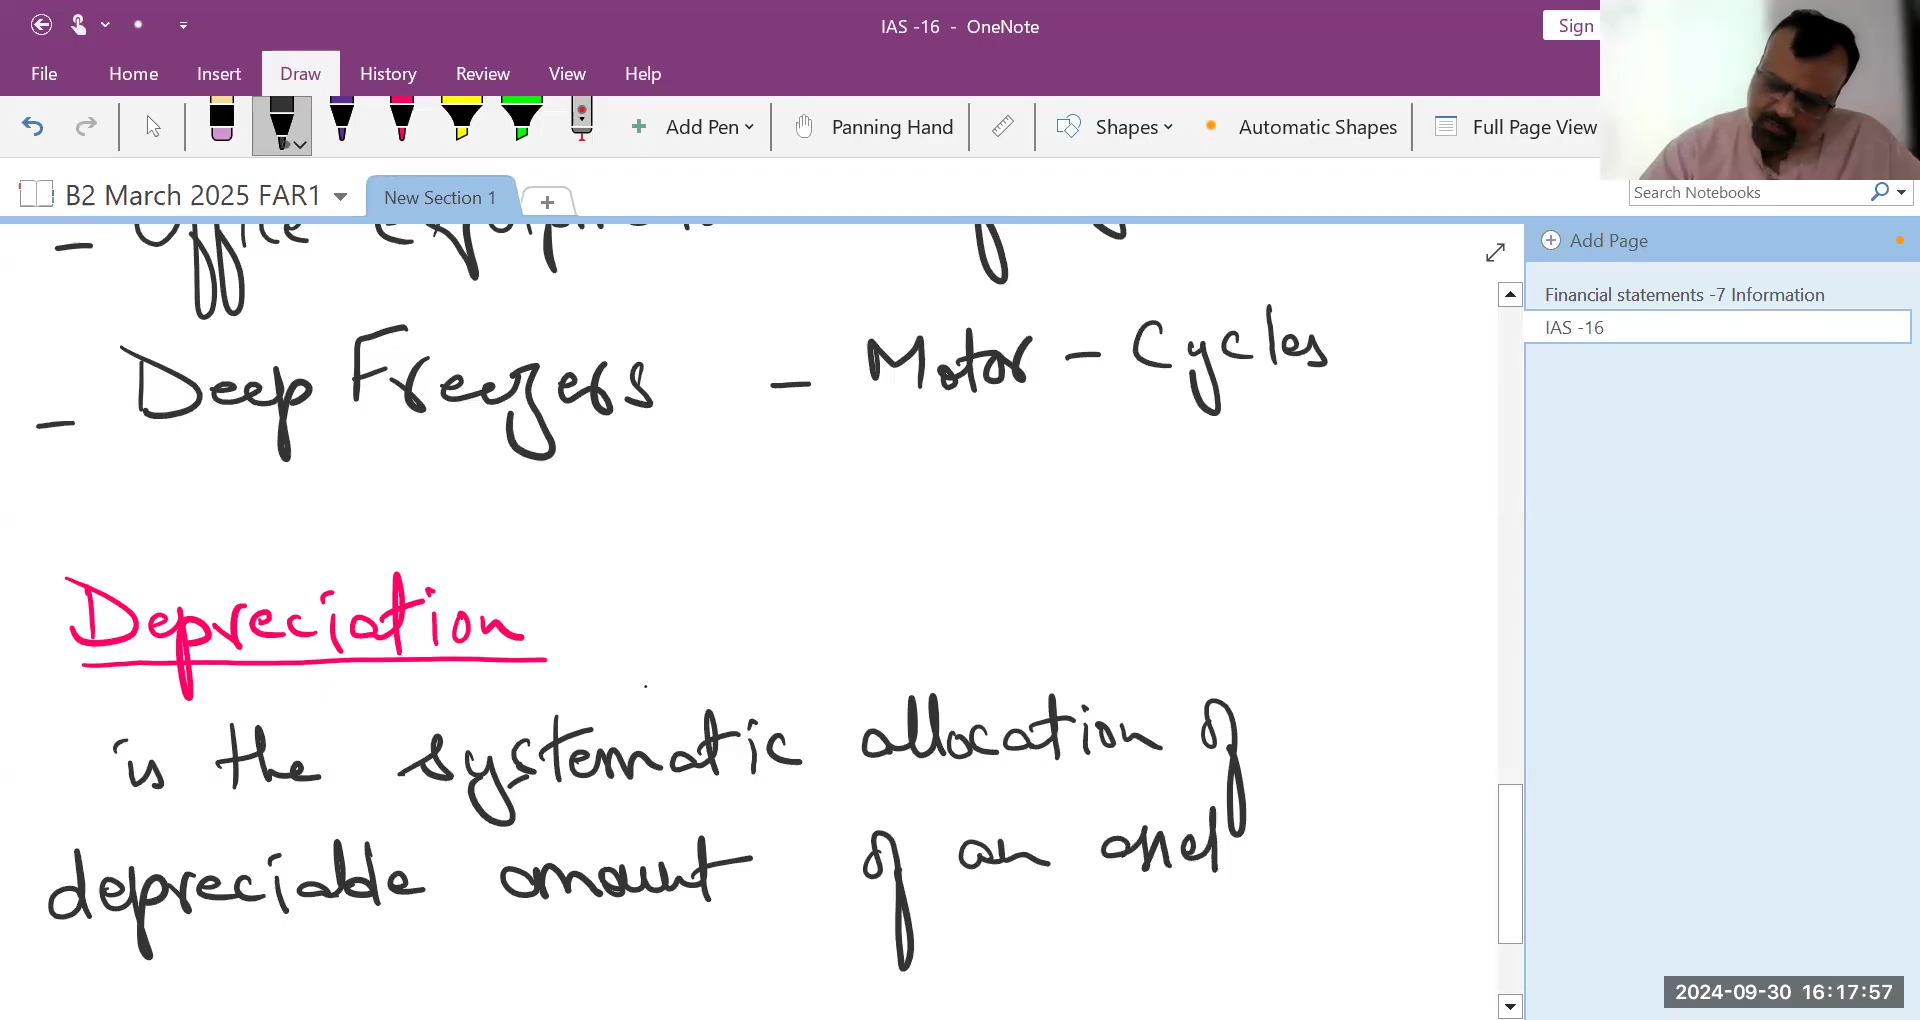 IAS -16 - OneNote
Sign
File Home Insert Draw History Review View Help
Add Pen Panning Hand Shapes Automatic Shapes Full Page View
B2 March 2025 FAR1 New Section 1 Search Notebooks
Add Page
Financial statements -7 Information
IAS -16
- Office
- Deep Freezers - Motor - Cycles
Depreciation
is the systematic allocation of
depreciable amount of an asset
2024-09-30 16:17:57